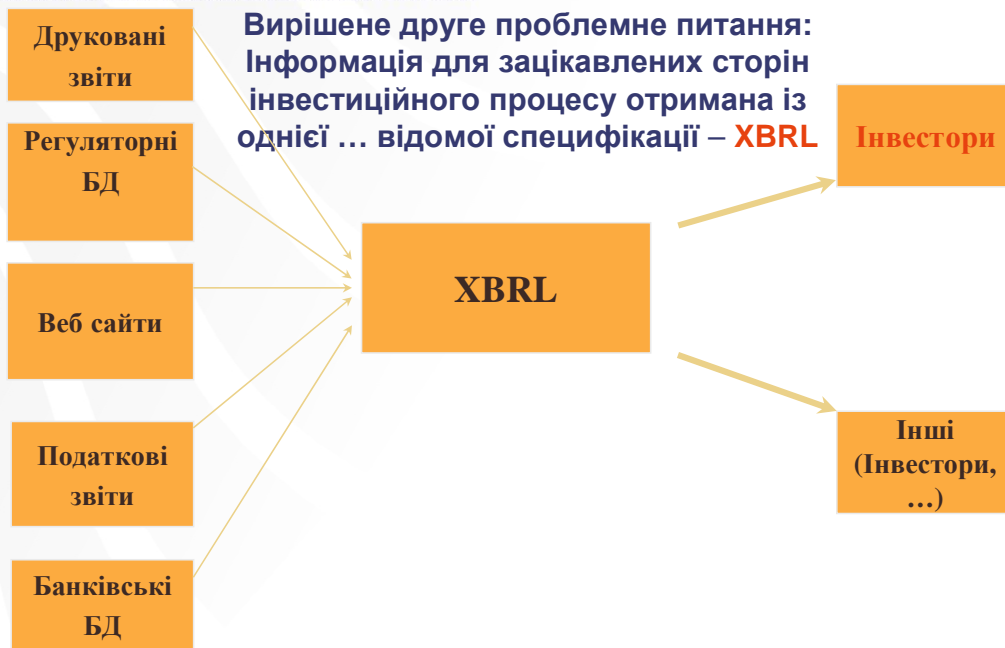 Друковані
звіти
Вирішене друге проблемне питання:
Інформація для зацікавлених сторін
інвестиційного процесу отримана із
однієї … відомої специфікації – XBRL
Регуляторні
БД
Інвестори
XBRL
Веб сайти
Податкові
звіти
Інші
(Інвестори,
…)
Банківські
БД